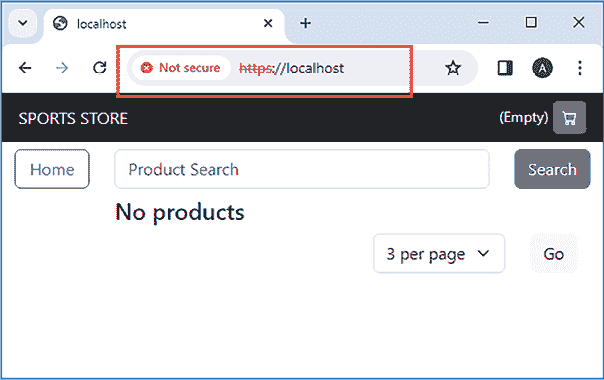 localhost
Not secure https://localhost
A
SPORTS STORE (Empty)
Home Product Search Search
No products
3 per page Go